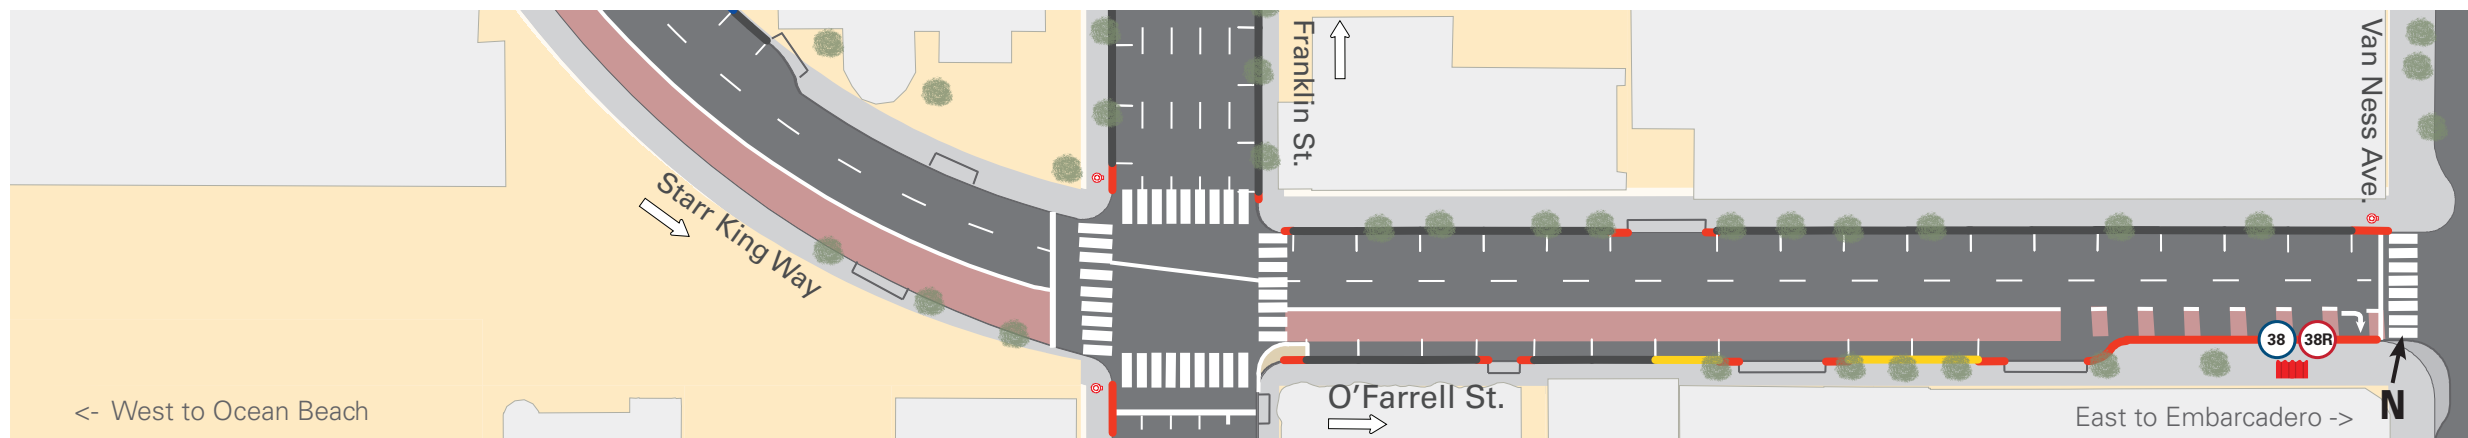 Franklin St.
Van Ness Ave.
Starr King Way
38
38R
O'Farrell St.
N
<- West to Ocean Beach
East to Embarcadero ->